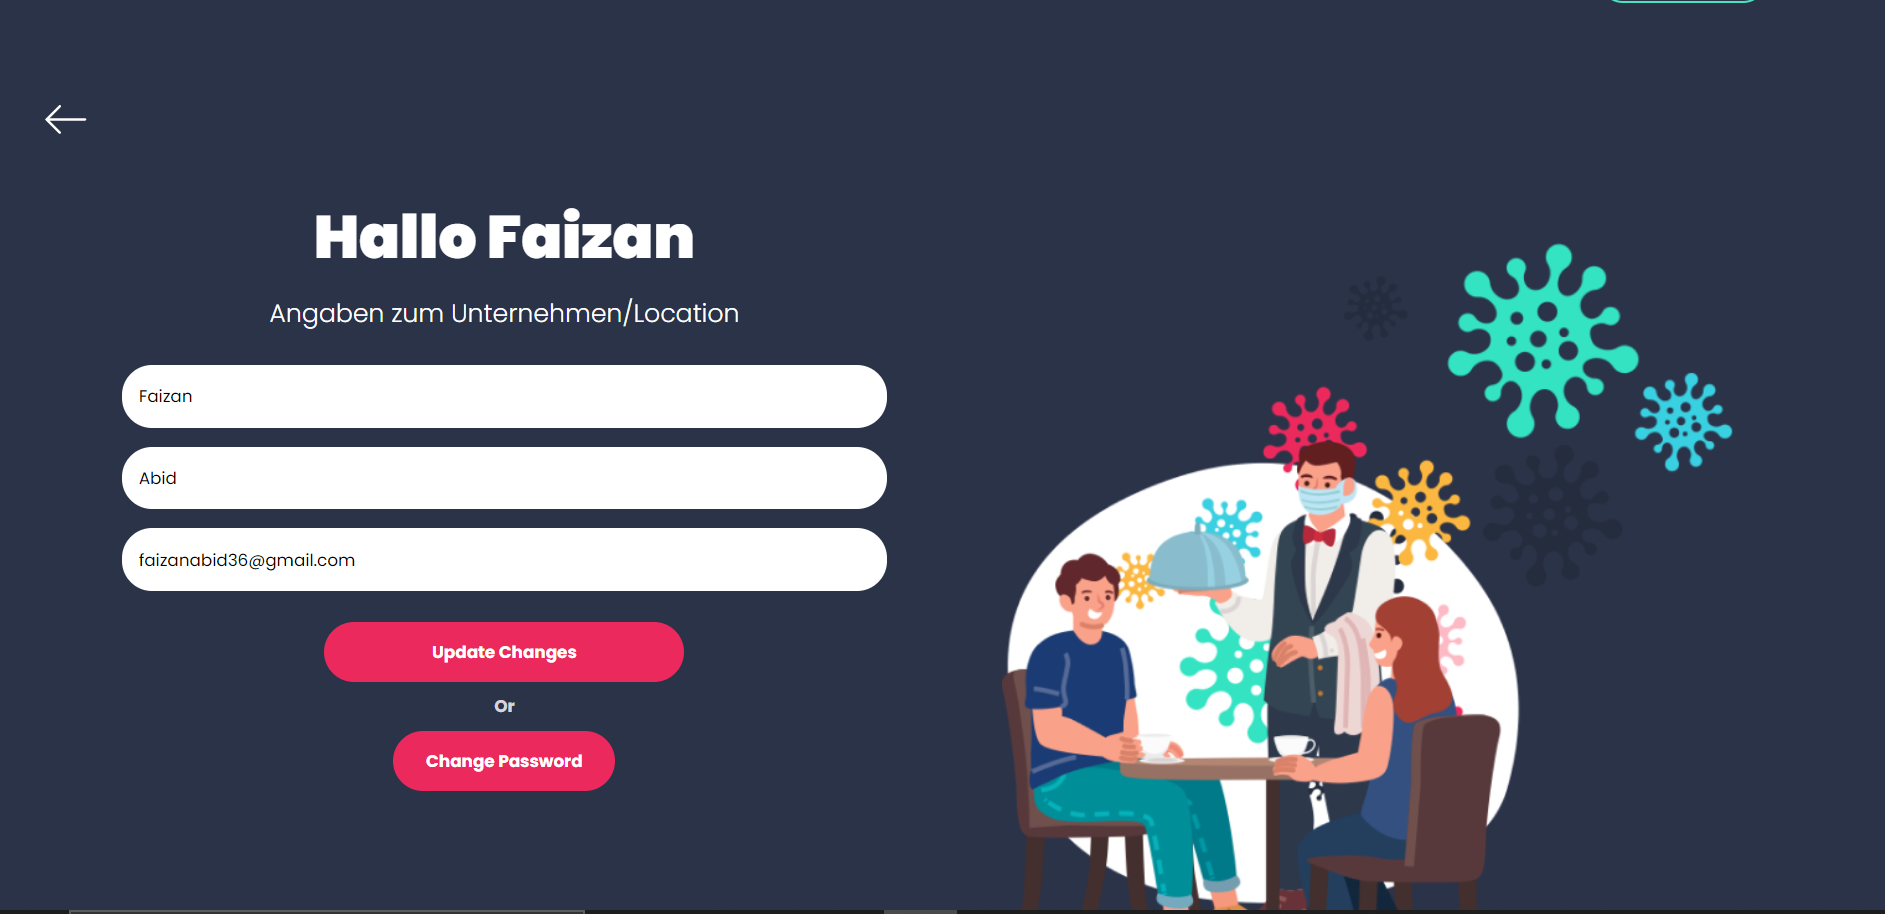 Hallo Faizan
Angaben zum Unternehmen/Location
Faizan
Abid
faizanabid36@gmail.com
Update Changes
Or
Change Password